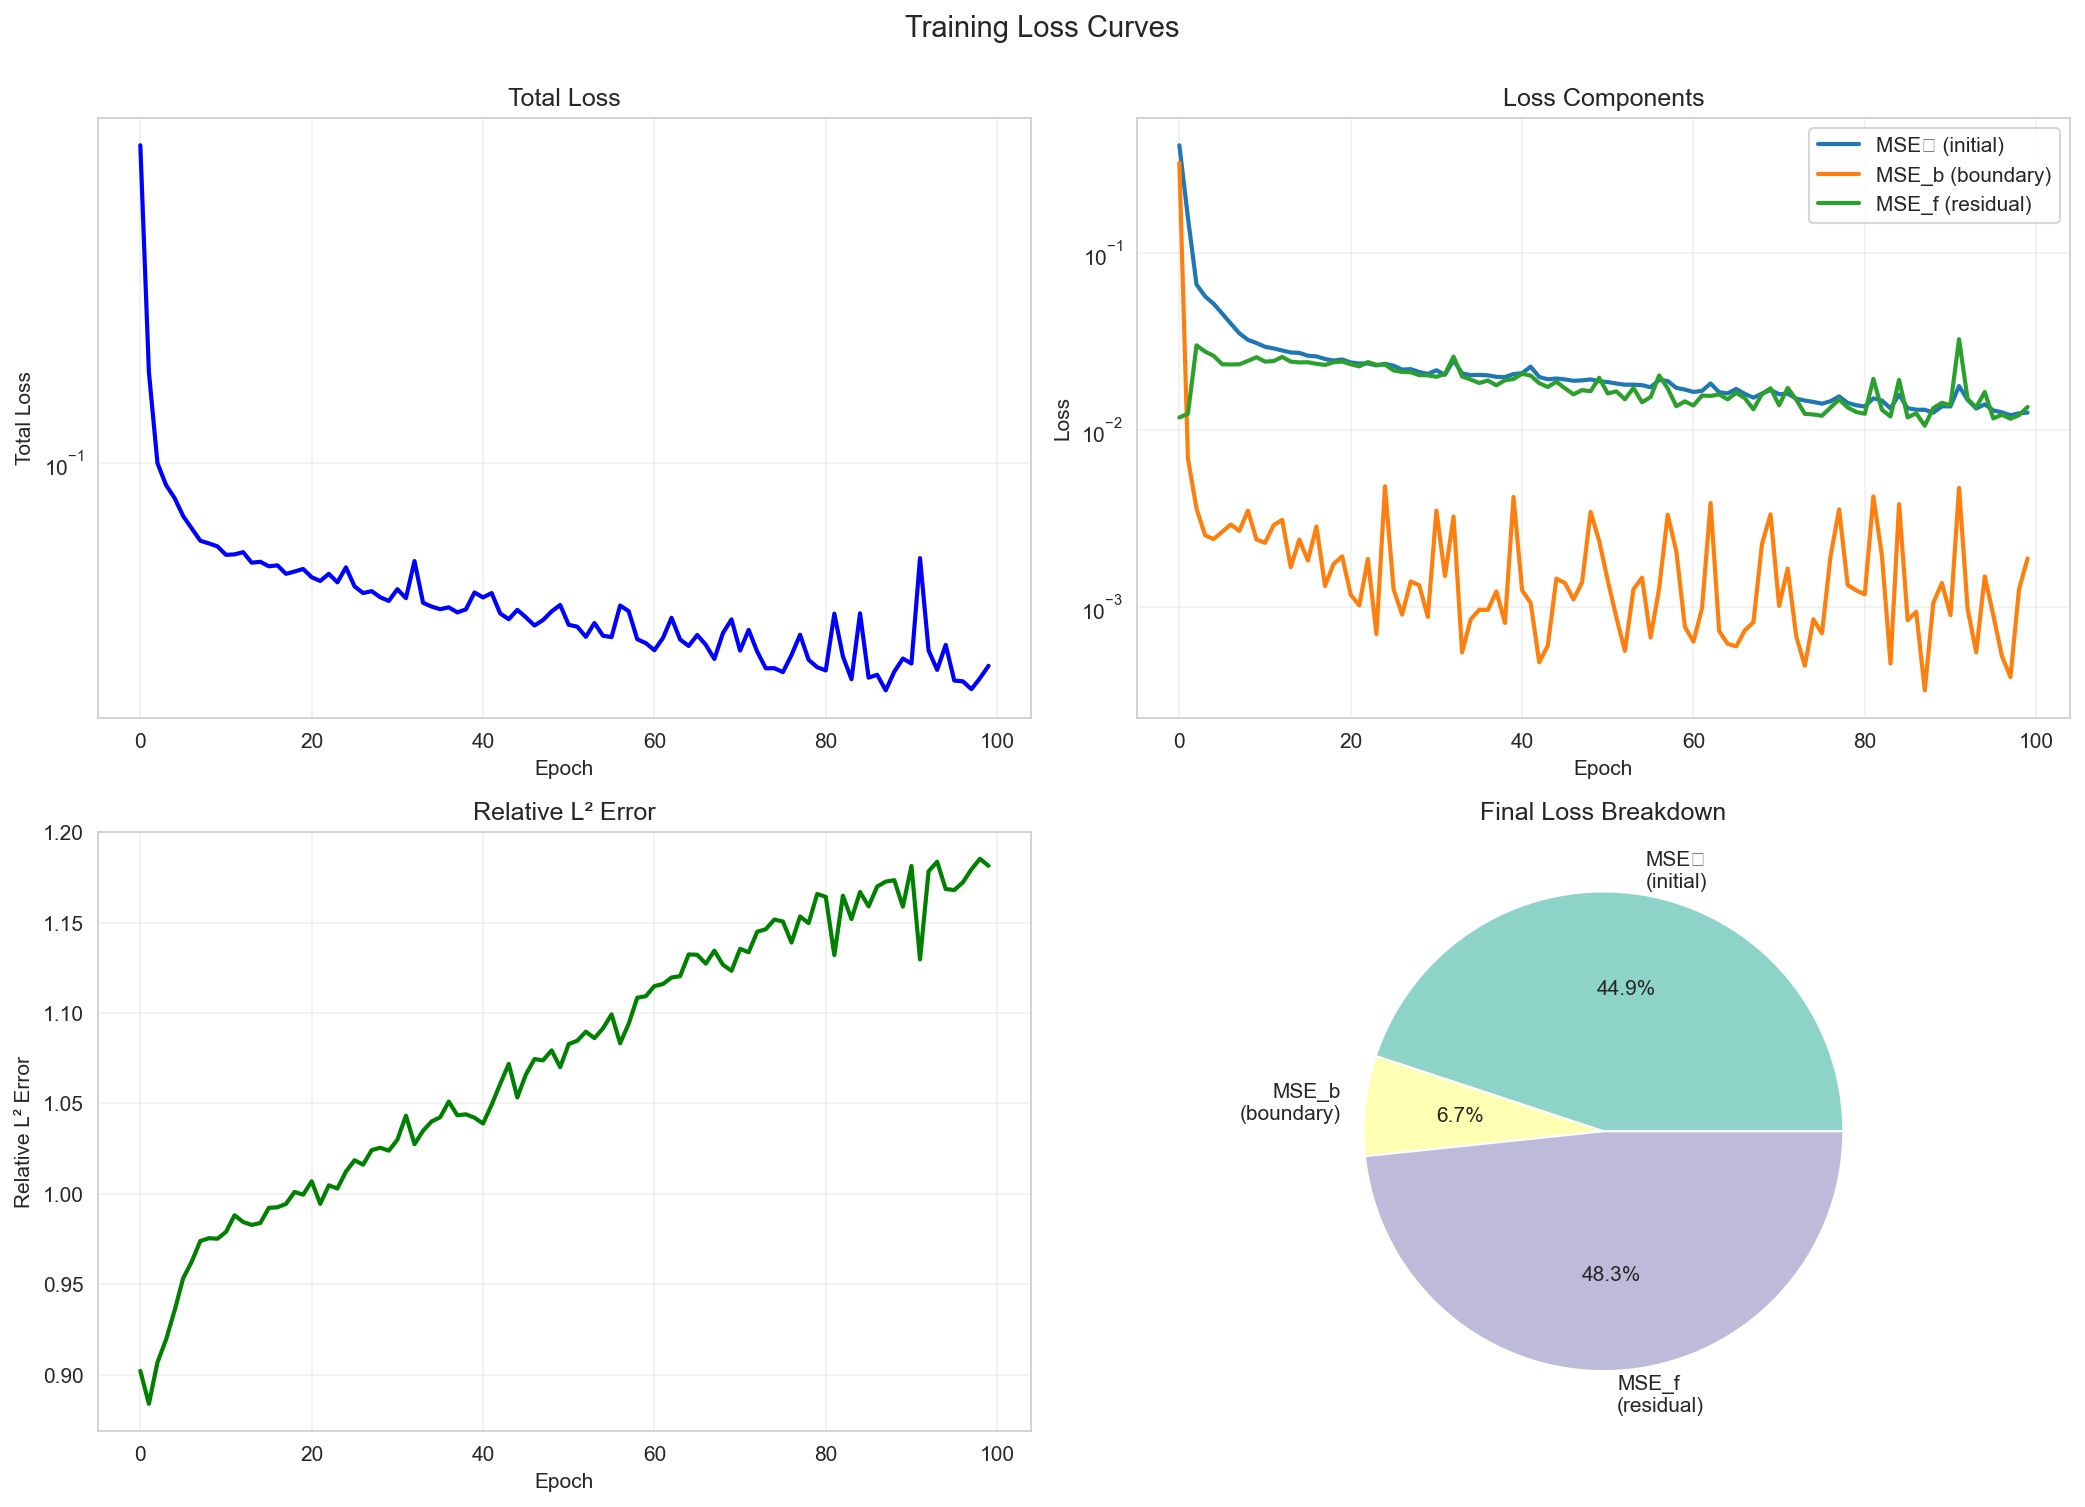 Training Loss Curves
Total Loss
Total Loss
10⁻¹
0 20 40 60 80 100
Epoch
Loss Components
Loss
10⁻¹
10⁻²
10⁻³
MSE□ (initial)
MSE_b (boundary)
MSE_f (residual)
0 20 40 60 80 100
Epoch
Relative L² Error
Relative L² Error
1.20
1.15
1.10
1.05
1.00
0.95
0.90
0 20 40 60 80 100
Epoch
Final Loss Breakdown
MSE□
(initial)
44.9%
MSE_b
(boundary)
6.7%
48.3%
MSE_f
(residual)